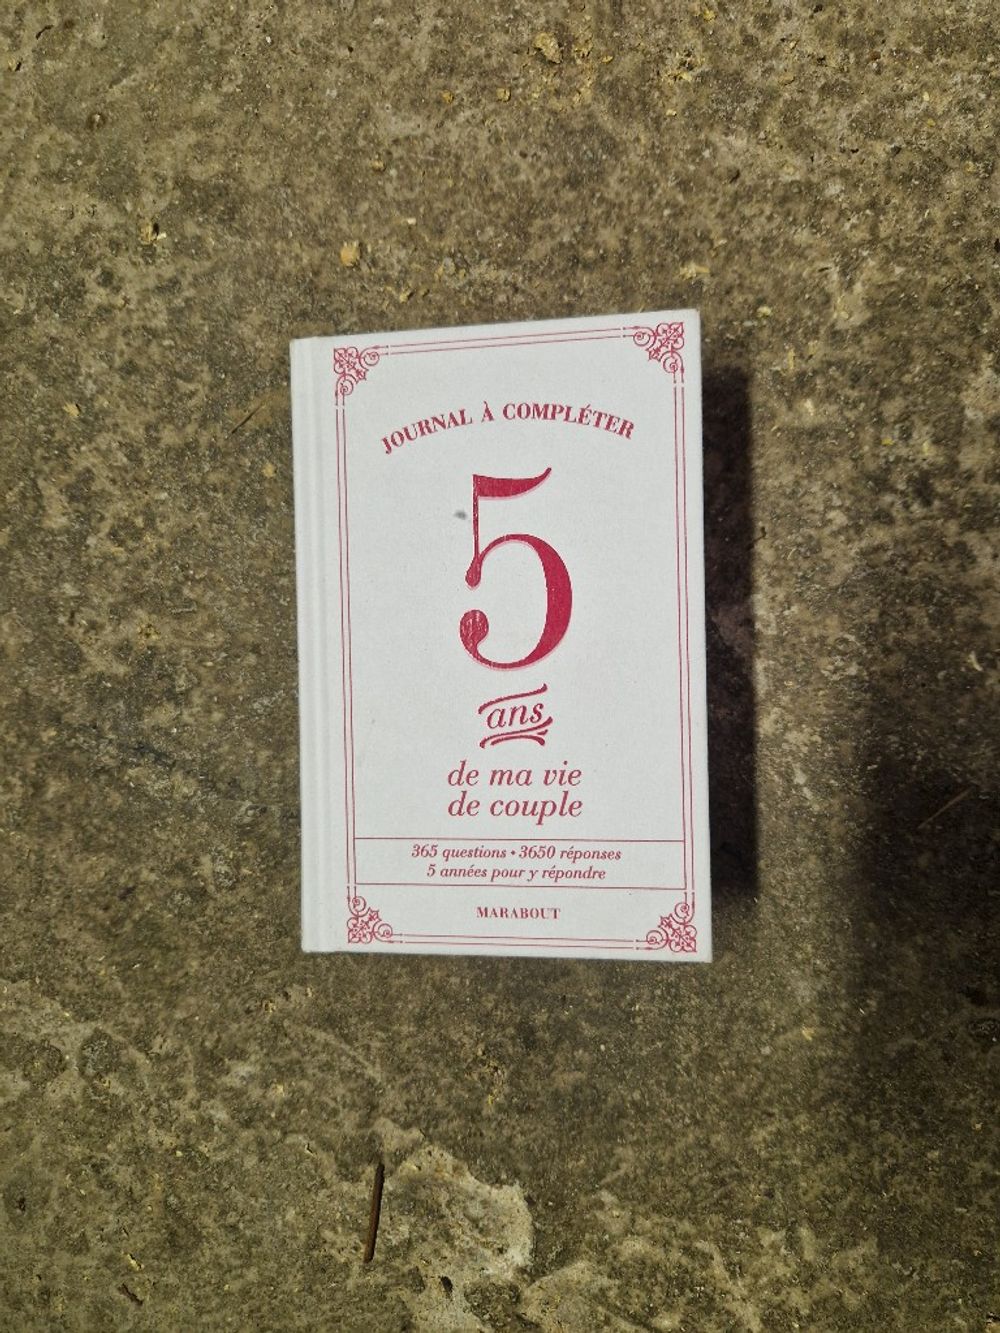 JOURNAL À COMPLÉTER
5
ans
de ma vie
de couple
365 questions • 3650 réponses
5 années pour y répondre
MARABOUT